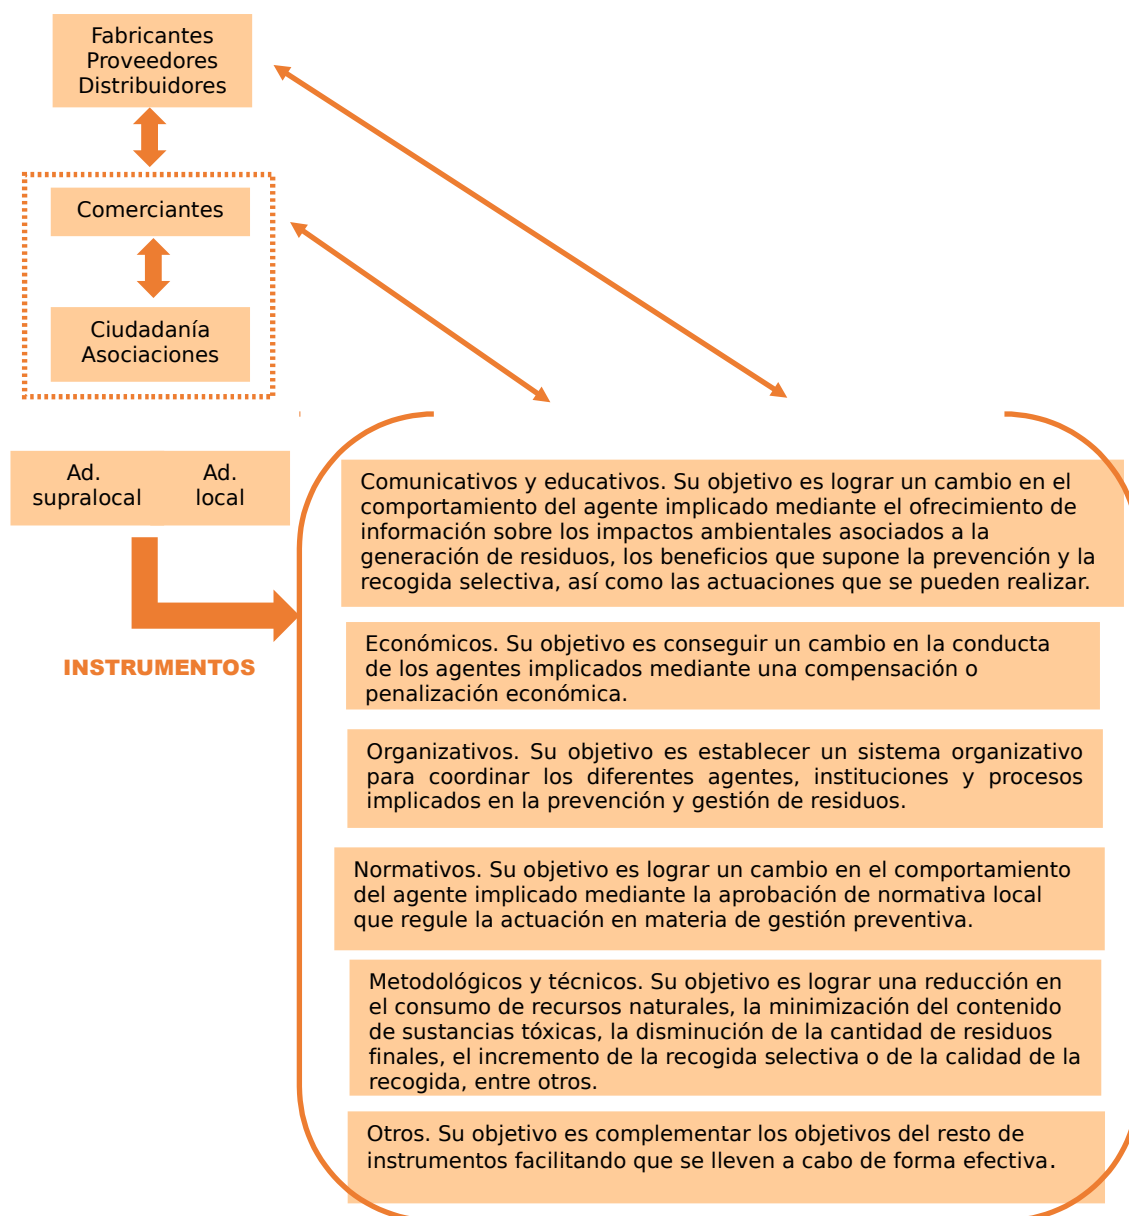 Fabricantes
Proveedores
Distribuidores
Comerciantes
Ciudadanía
Asociaciones
Ad.
supralocal
Ad.
local
INSTRUMENTOS
Comunicativos y educativos. Su objetivo es lograr un cambio en el
comportamiento del agente implicado mediante el ofrecimiento de
información sobre los impactos ambientales asociados a la
generación de residuos, los beneficios que supone la prevención y la
recogida selectiva, así como las actuaciones que se pueden realizar.
Económicos. Su objetivo es conseguir un cambio en la conducta
de los agentes implicados mediante una compensación o
penalización económica.
Organizativos. Su objetivo es establecer un sistema organizativo
para coordinar los diferentes agentes, instituciones y procesos
implicados en la prevención y gestión de residuos.
Normativos. Su objetivo es lograr un cambio en el comportamiento
del agente implicado mediante la aprobación de normativa local
que regule la actuación en materia de gestión preventiva.
Metodológicos y técnicos. Su objetivo es lograr una reducción en
el consumo de recursos naturales, la minimización del contenido
de sustancias tóxicas, la disminución de la cantidad de residuos
finales, el incremento de la recogida selectiva o de la calidad de la
recogida, entre otros.
Otros. Su objetivo es complementar los objetivos del resto de
instrumentos facilitando que se lleven a cabo de forma efectiva.